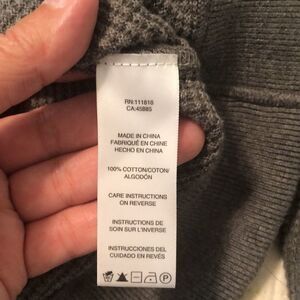 RN:111818
CA:45885
MADE IN CHINA
FABRIQUÉ EN CHINE
HECHO EN CHINA
100% COTTON/COTON/
ALGODÓN
CARE INSTRUCTIONS
ON REVERSE
INSTRUCTIONS DE
SOIN SUR L'INVERSE
INSTRUCCIONES DEL
CUIDADO EN REVÉS
P